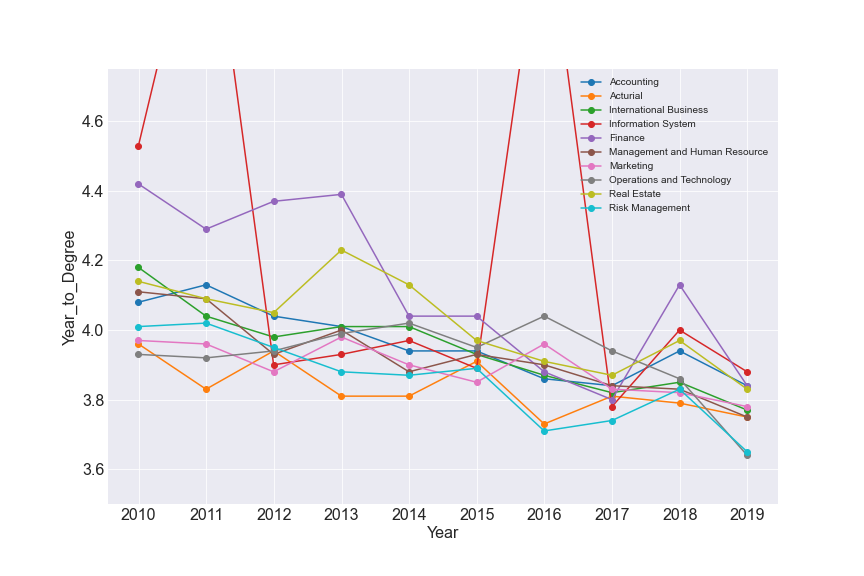 Accounting
Acturial
International Business
Information System
Finance
Management and Human Resource
Marketing
Operations and Technology
Real Estate
Risk Management
4.6
4.4
4.2
4.0
3.8
3.6
Year_to_Degree
2010 2011 2012 2013 2014 2015 2016 2017 2018 2019
Year